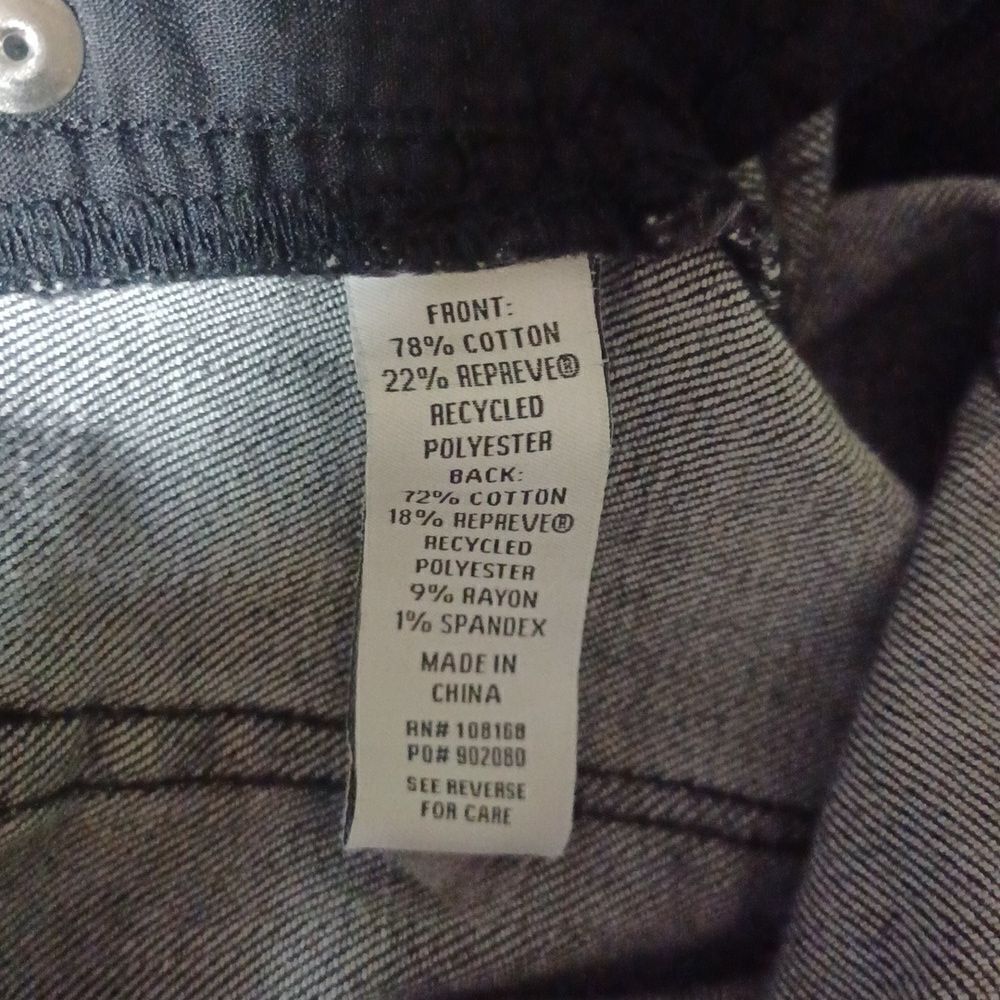 FRONT:
78% COTTON
22% REPREVE®
RECYCLED
POLYESTER
BACK:
72% COTTON
18% REPREVE®
RECYCLED
POLYESTER
9% RAYON
1% SPANDEX
MADE IN
CHINA
RN# 108168
PO# 902080
SEE REVERSE
FOR CARE